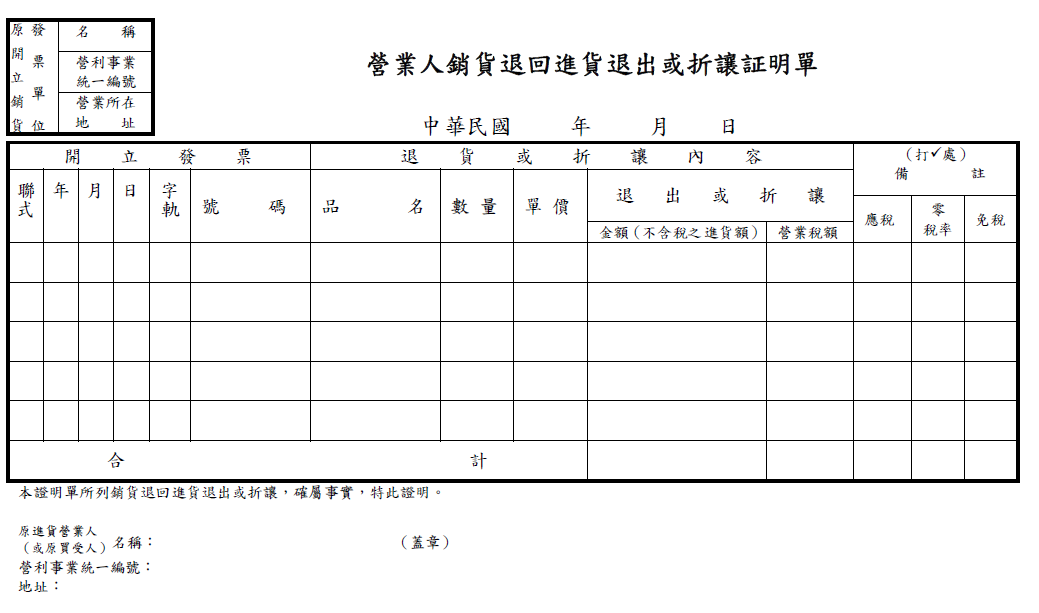 原開立銷貨
發票單位
名 稱
營利事業
統一編號
營業所在
地 址
營業人銷貨退回進貨退出或折讓証明單
中華民國 年 月 日
開 立 發 票
退 貨 或 折 讓 內 容
（打✓處）
備 註
聯式
年
月
日
字軌
號 碼
品 名
數 量
單 價
退 出 或 折 讓
金額（不含稅之進貨額）
營業稅額
應稅
零
稅率
免稅
合 計
本證明單所列銷貨退回進貨退出或折讓，確屬事實，特此證明。
原進貨營業人
（或原買受人）名稱： （蓋章）
營利事業統一編號：
地址：